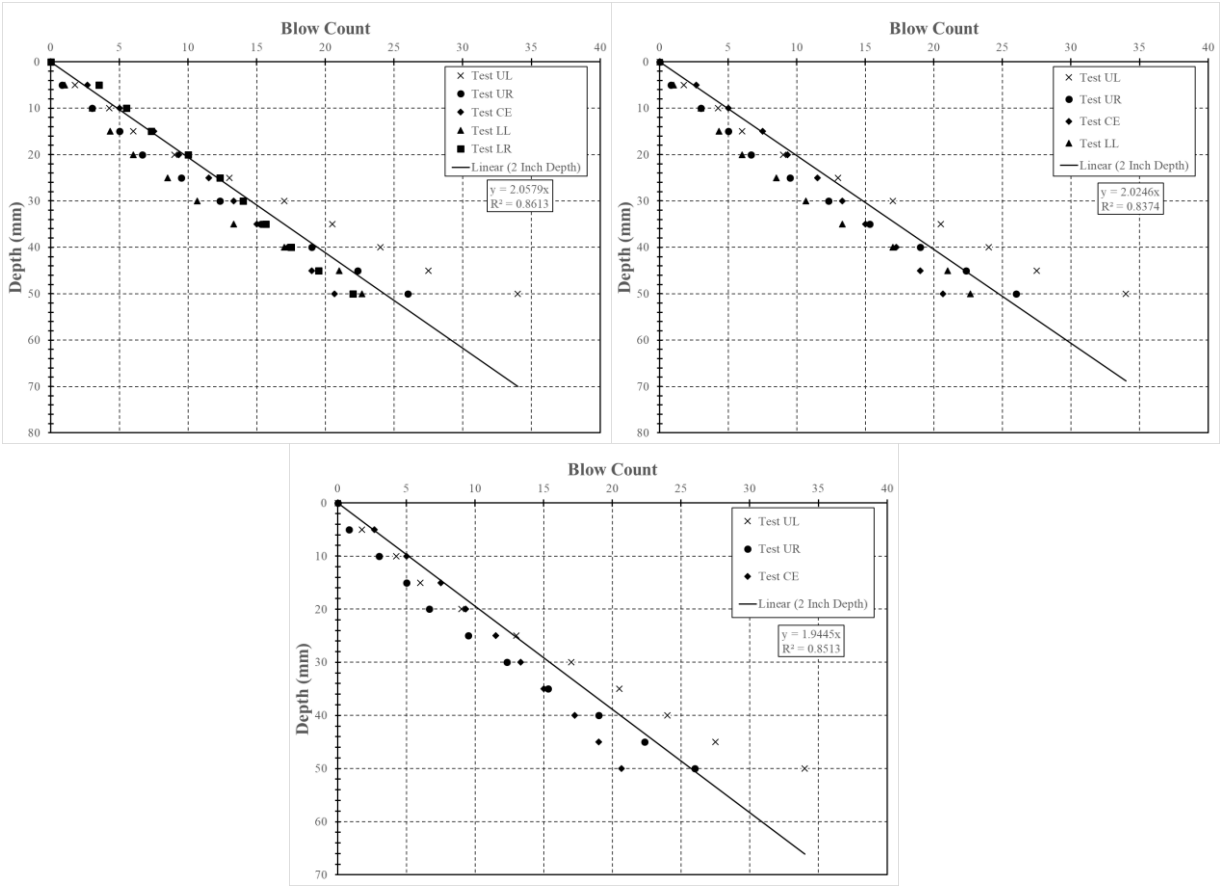 Blow Count
0 5 10 15 20 25 30 35 40
0
10
20
30
40
50
60
70
80
Depth (mm)
Test UL
Test UR
Test CE
Test LL
Test LR
Linear (2 Inch Depth)
y = 2.0579x
R² = 0.8613
Blow Count
0 5 10 15 20 25 30 35 40
0
10
20
30
40
50
60
70
80
Depth (mm)
Test UL
Test UR
Test CE
Test LL
Linear (2 Inch Depth)
y = 2.0246x
R² = 0.8374
Blow Count
0 5 10 15 20 25 30 35 40
0
10
20
30
40
50
60
70
Depth (mm)
Test UL
Test UR
Test CE
Linear (2 Inch Depth)
y = 1.9445x
R² = 0.8513